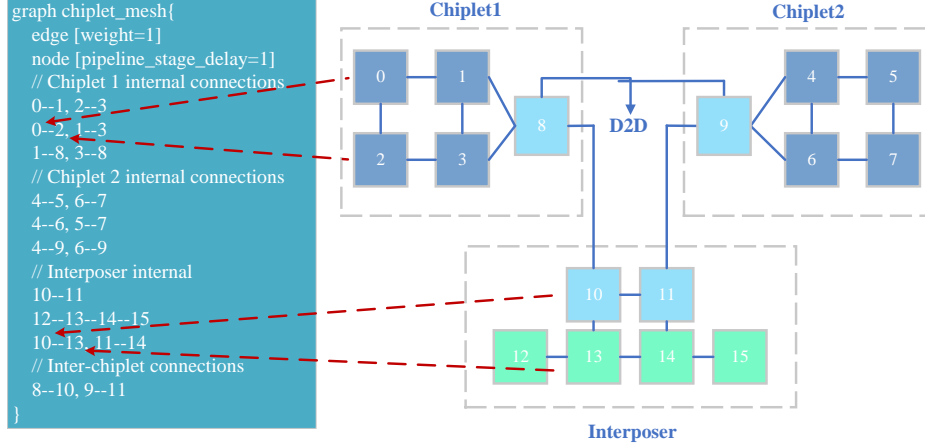 graph chiplet_mesh{
edge [weight=1]
node [pipeline_stage_delay=1]
// Chiplet 1 internal connections
0--1, 2--3
0--2, 1--3
1--8, 3--8
// Chiplet 2 internal connections
4--5, 6--7
4--6, 5--7
4--9, 6--9
// Interposer internal
10--11
12--13--14--15
10--13, 11--14
// Inter-chiplet connections
8--10, 9--11
}
Chiplet1
0
1
8
2
3
D2D
Chiplet2
4
5
9
6
7
10
11
12
13
14
15
Interposer